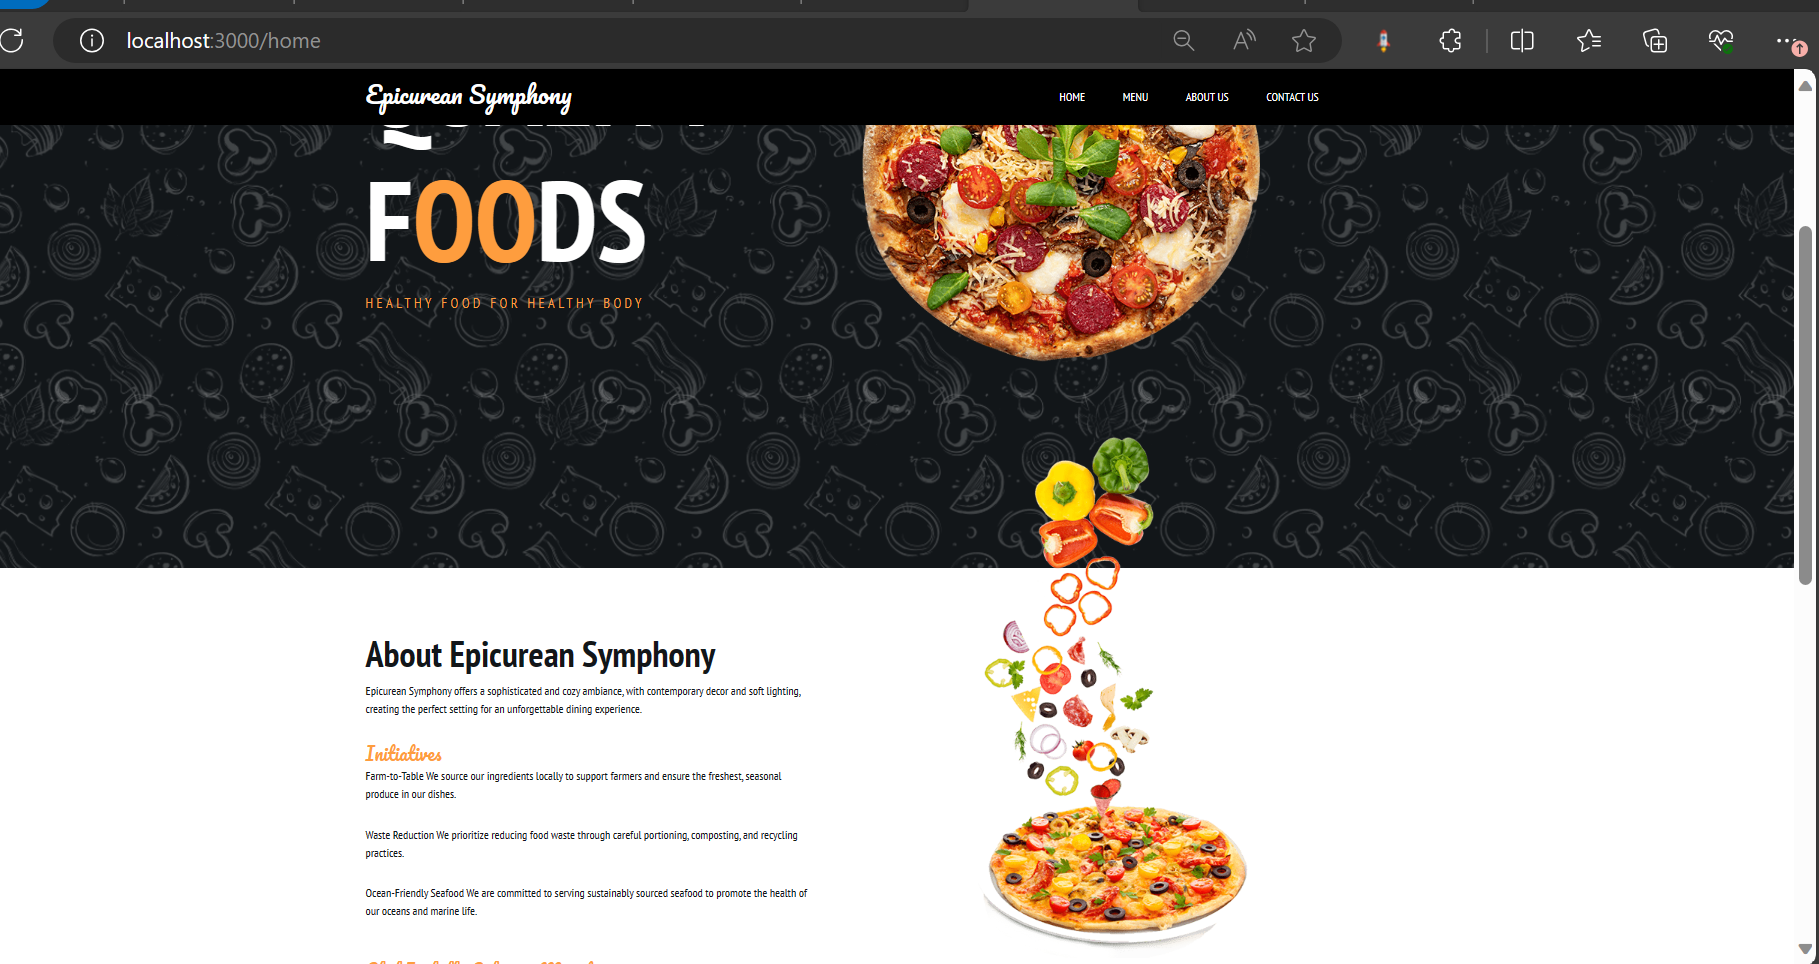 localhost:3000/home
Epicurean Symphony
HOME MENU ABOUT US CONTACT US
FOODS
HEALTHY FOOD FOR HEALTHY BODY
About Epicurean Symphony
Epicurean Symphony offers a sophisticated and cozy ambiance, with contemporary decor and soft lighting,
creating the perfect setting for an unforgettable dining experience.
Initiatives
Farm-to-Table We source our ingredients locally to support farmers and ensure the freshest, seasonal
produce in our dishes.
Waste Reduction We prioritize reducing food waste through careful portioning, composting, and recycling
practices.
Ocean-Friendly Seafood We are committed to serving sustainably sourced seafood to promote the health of
our oceans and marine life.